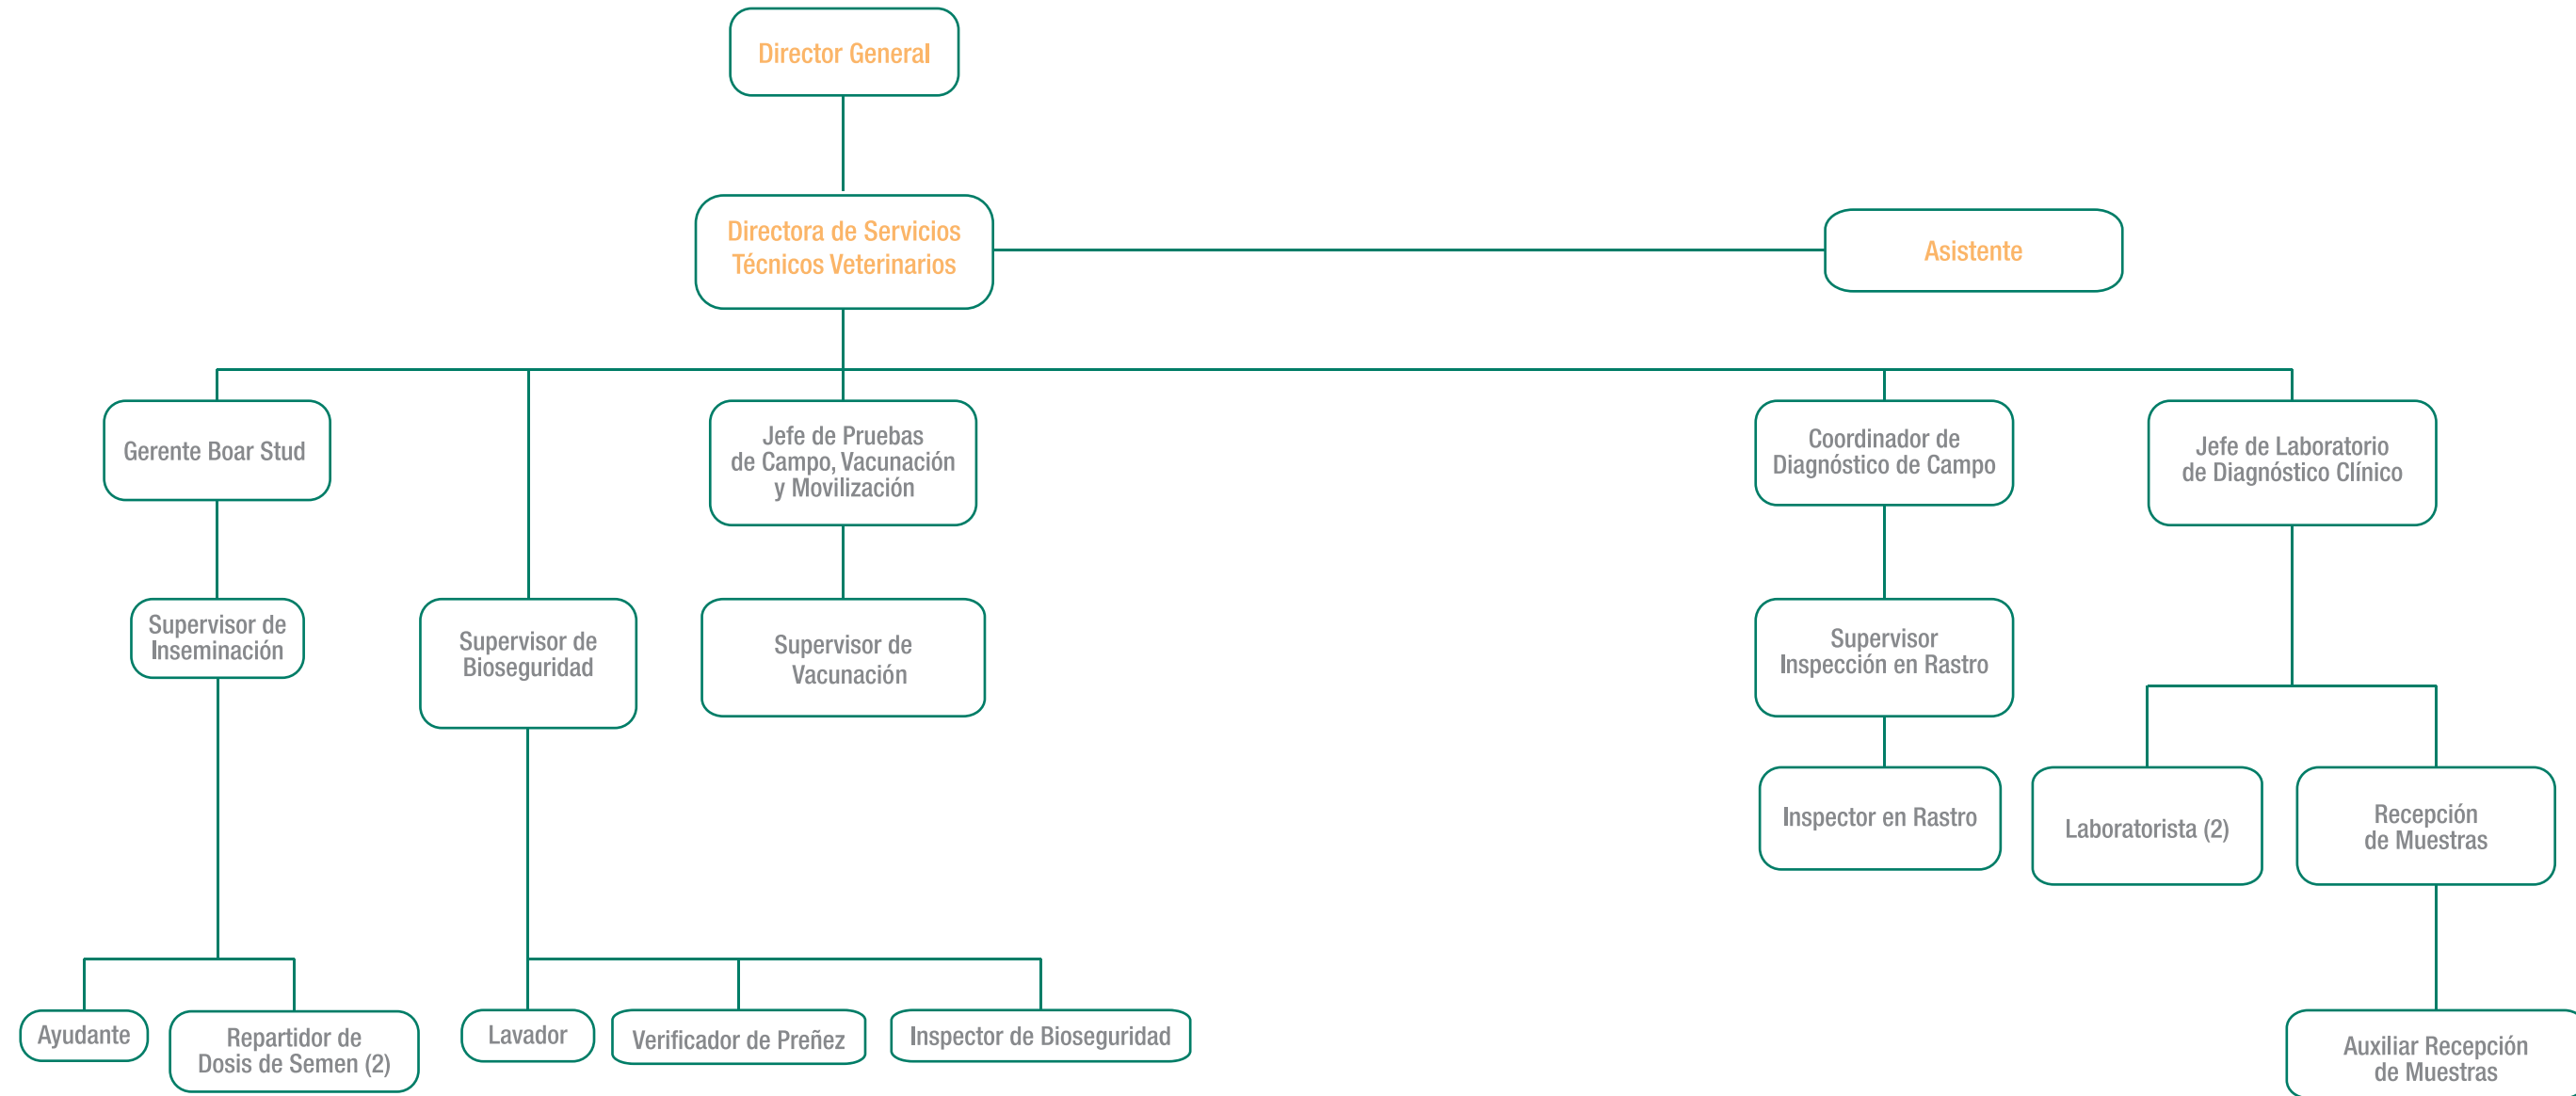 Director General
Directora de Servicios
Técnicos Veterinarios
Asistente
Gerente Boar Stud
Jefe de Pruebas
de Campo, Vacunación
y Movilización
Coordinador de
Diagnóstico de Campo
Jefe de Laboratorio
de Diagnóstico Clínico
Supervisor de
Inseminación
Supervisor de
Bioseguridad
Supervisor de
Vacunación
Supervisor
Inspección en Rastro
Inspector en Rastro
Laboratorista (2)
Recepción
de Muestras
Ayudante
Repartidor de
Dosis de Semen (2)
Lavador
Verificador de Preñez
Inspector de Bioseguridad
Auxiliar Recepción
de Muestras